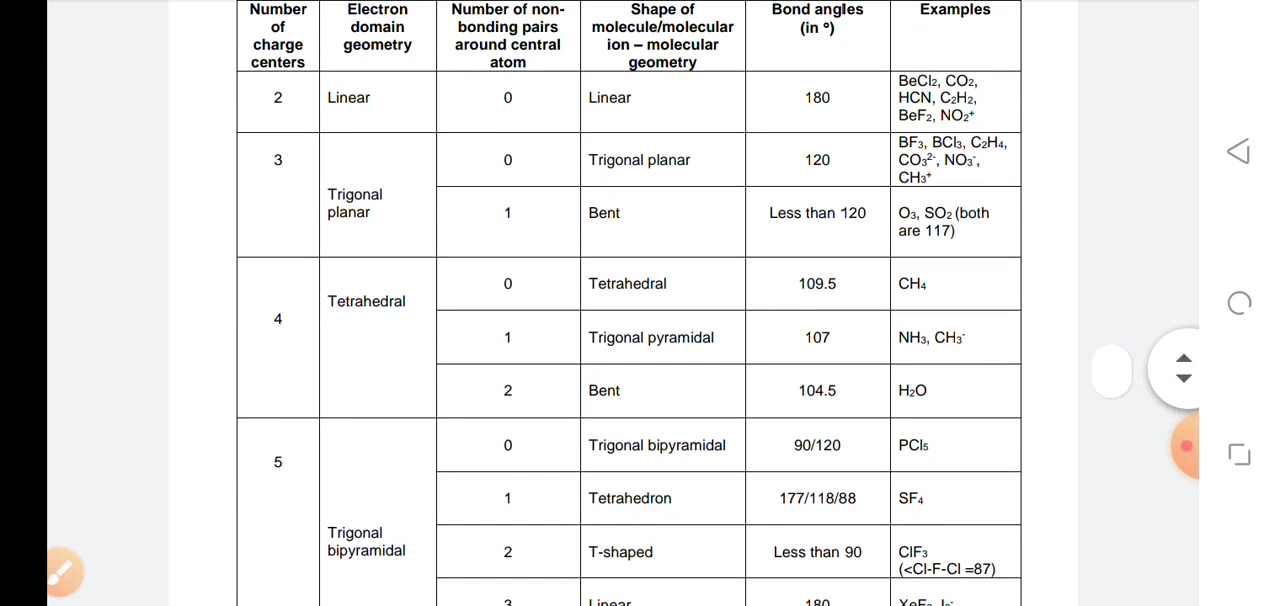 Number of charge centers
Electron domain geometry
Number of non-bonding pairs around central atom
Shape of molecule/molecular ion – molecular geometry
Bond angles (in °)
Examples
2
Linear
0
Linear
180
BeCl₂, CO₂,
HCN, C₂H₂,
BeF₂, NO₂⁺
3
Trigonal
planar
0
Trigonal planar
120
BF₃, BCl₃, C₂H₄,
CO₃²⁻, NO₃⁻,
CH₃⁺
1
Bent
Less than 120
O₃, SO₂ (both
are 117)
4
Tetrahedral
0
Tetrahedral
109.5
CH₄
1
Trigonal pyramidal
107
NH₃, CH₃⁻
2
Bent
104.5
H₂O
5
Trigonal
bipyramidal
0
Trigonal bipyramidal
90/120
PCl₅
1
Tetrahedron
177/118/88
SF₄
2
T-shaped
Less than 90
ClF₃
(<Cl-F-Cl =87)
3
Linear
180